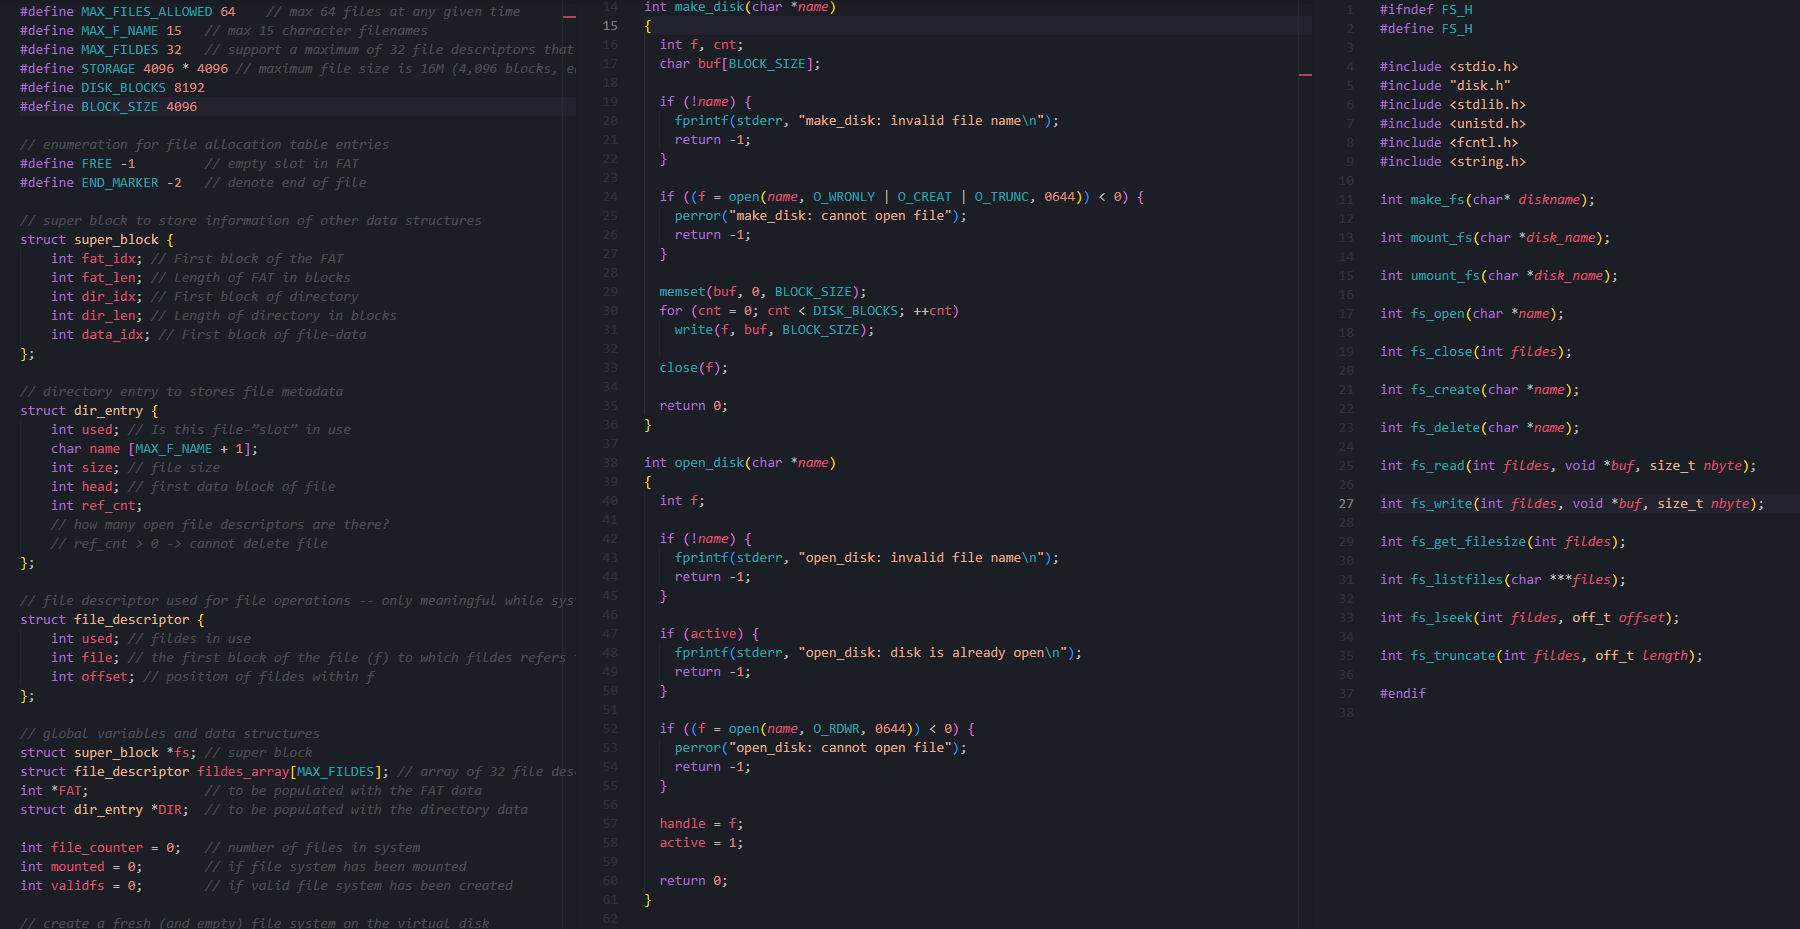 #define MAX_FILES_ALLOWED 64    // max 64 files at any given time
#define MAX_F_NAME 15   // max 15 character filenames
#define MAX_FILDES 32   // support a maximum of 32 file descriptors that
#define STORAGE 4096 * 4096 // maximum file size is 16M (4,096 blocks, e
#define DISK_BLOCKS 8192
#define BLOCK_SIZE 4096
// enumeration for file allocation table entries
#define FREE -1         // empty slot in FAT
#define END_MARKER -2   // denote end of file
// super block to store information of other data structures
struct super_block {
    int fat_idx; // First block of the FAT
    int fat_len; // Length of FAT in blocks
    int dir_idx; // First block of directory
    int dir_len; // Length of directory in blocks
    int data_idx; // First block of file-data
};
// directory entry to stores file metadata
struct dir_entry {
    int used; // Is this file-”slot” in use
    char name [MAX_F_NAME + 1];
    int size; // file size
    int head; // first data block of file
    int ref_cnt;
    // how many open file descriptors are there?
    // ref_cnt > 0 -> cannot delete file
};
// file descriptor used for file operations -- only meaningful while sys
struct file_descriptor {
    int used; // fildes in use
    int file; // the first block of the file (f) to which fildes refers
    int offset; // position of fildes within f
};
// global variables and data structures
struct super_block *fs; // super block
struct file_descriptor fildes_array[MAX_FILDES]; // array of 32 file des
int *FAT;               // to be populated with the FAT data
struct dir_entry *DIR;  // to be populated with the directory data
int file_counter = 0;   // number of files in system
int mounted = 0;        // if file system has been mounted
int validfs = 0;        // if valid file system has been created
// create a fresh (and empty) file system on the virtual disk
14 int make_disk(char *name)
15 {
16   int f, cnt;
17   char buf[BLOCK_SIZE];
18
19   if (!name) {
20     fprintf(stderr, "make_disk: invalid file name\n");
21     return -1;
22   }
23
24   if ((f = open(name, O_WRONLY | O_CREAT | O_TRUNC, 0644)) < 0) {
25     perror("make_disk: cannot open file");
26     return -1;
27   }
28
29   memset(buf, 0, BLOCK_SIZE);
30   for (cnt = 0; cnt < DISK_BLOCKS; ++cnt)
31     write(f, buf, BLOCK_SIZE);
32
33   close(f);
34
35   return 0;
36 }
37
38 int open_disk(char *name)
39 {
40   int f;
41
42   if (!name) {
43     fprintf(stderr, "open_disk: invalid file name\n");
44     return -1;
45   }
46
47   if (active) {
48     fprintf(stderr, "open_disk: disk is already open\n");
49     return -1;
50   }
51
52   if ((f = open(name, O_RDWR, 0644)) < 0) {
53     perror("open_disk: cannot open file");
54     return -1;
55   }
56
57   handle = f;
58   active = 1;
59
60   return 0;
61 }
62
1 #ifndef FS_H
2 #define FS_H
3
4 #include <stdio.h>
5 #include "disk.h"
6 #include <stdlib.h>
7 #include <unistd.h>
8 #include <fcntl.h>
9 #include <string.h>
10
11 int make_fs(char* diskname);
12
13 int mount_fs(char *disk_name);
14
15 int umount_fs(char *disk_name);
16
17 int fs_open(char *name);
18
19 int fs_close(int fildes);
20
21 int fs_create(char *name);
22
23 int fs_delete(char *name);
24
25 int fs_read(int fildes, void *buf, size_t nbyte);
26
27 int fs_write(int fildes, void *buf, size_t nbyte);
28
29 int fs_get_filesize(int fildes);
30
31 int fs_listfiles(char ***files);
32
33 int fs_lseek(int fildes, off_t offset);
34
35 int fs_truncate(int fildes, off_t length);
36
37 #endif
38